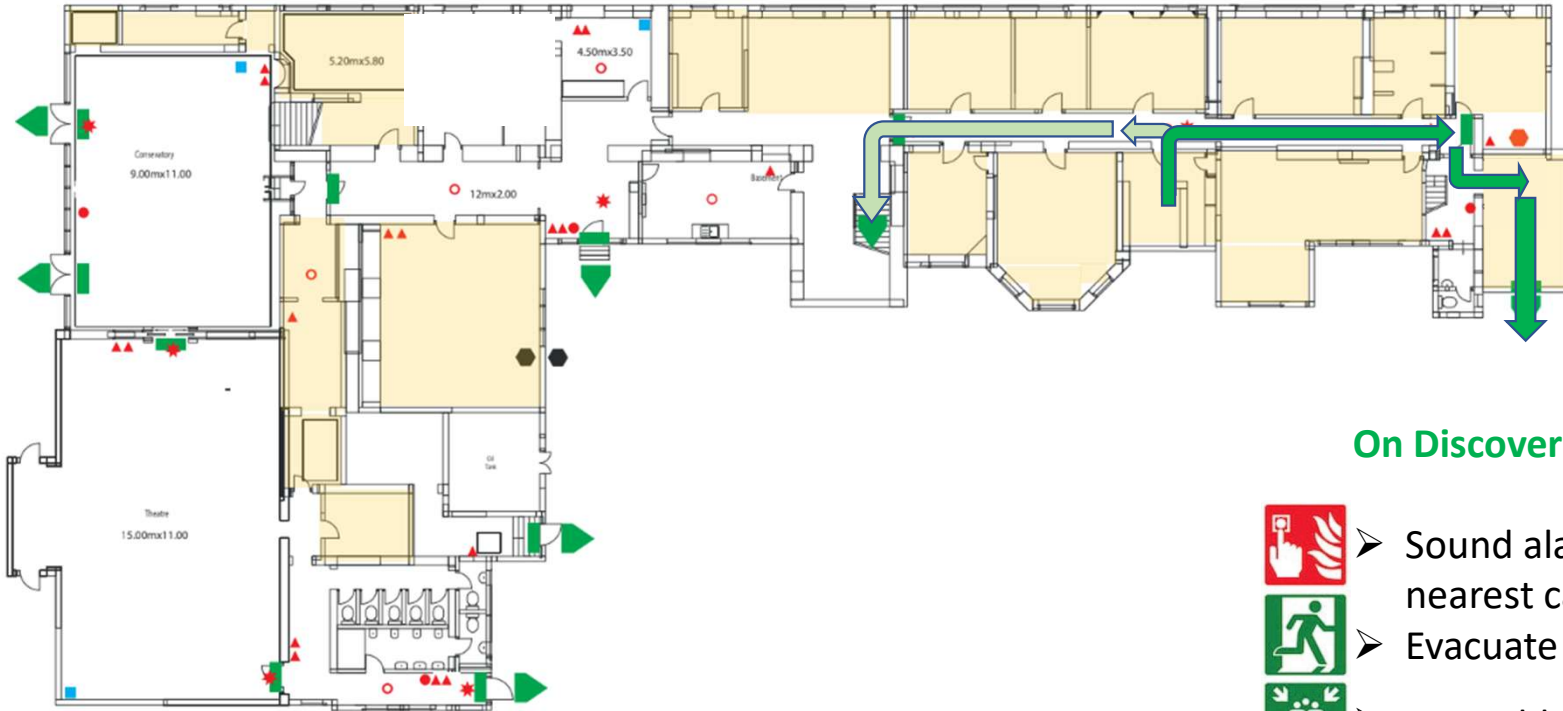 5.20mx5.80
4.50mx3.50
Conservatory
9.00mx11.00
12mx2.00
Basement
Oil
Tank
Theatre
15.00mx11.00
On Discover
Sound ala
nearest ca
Evacuate